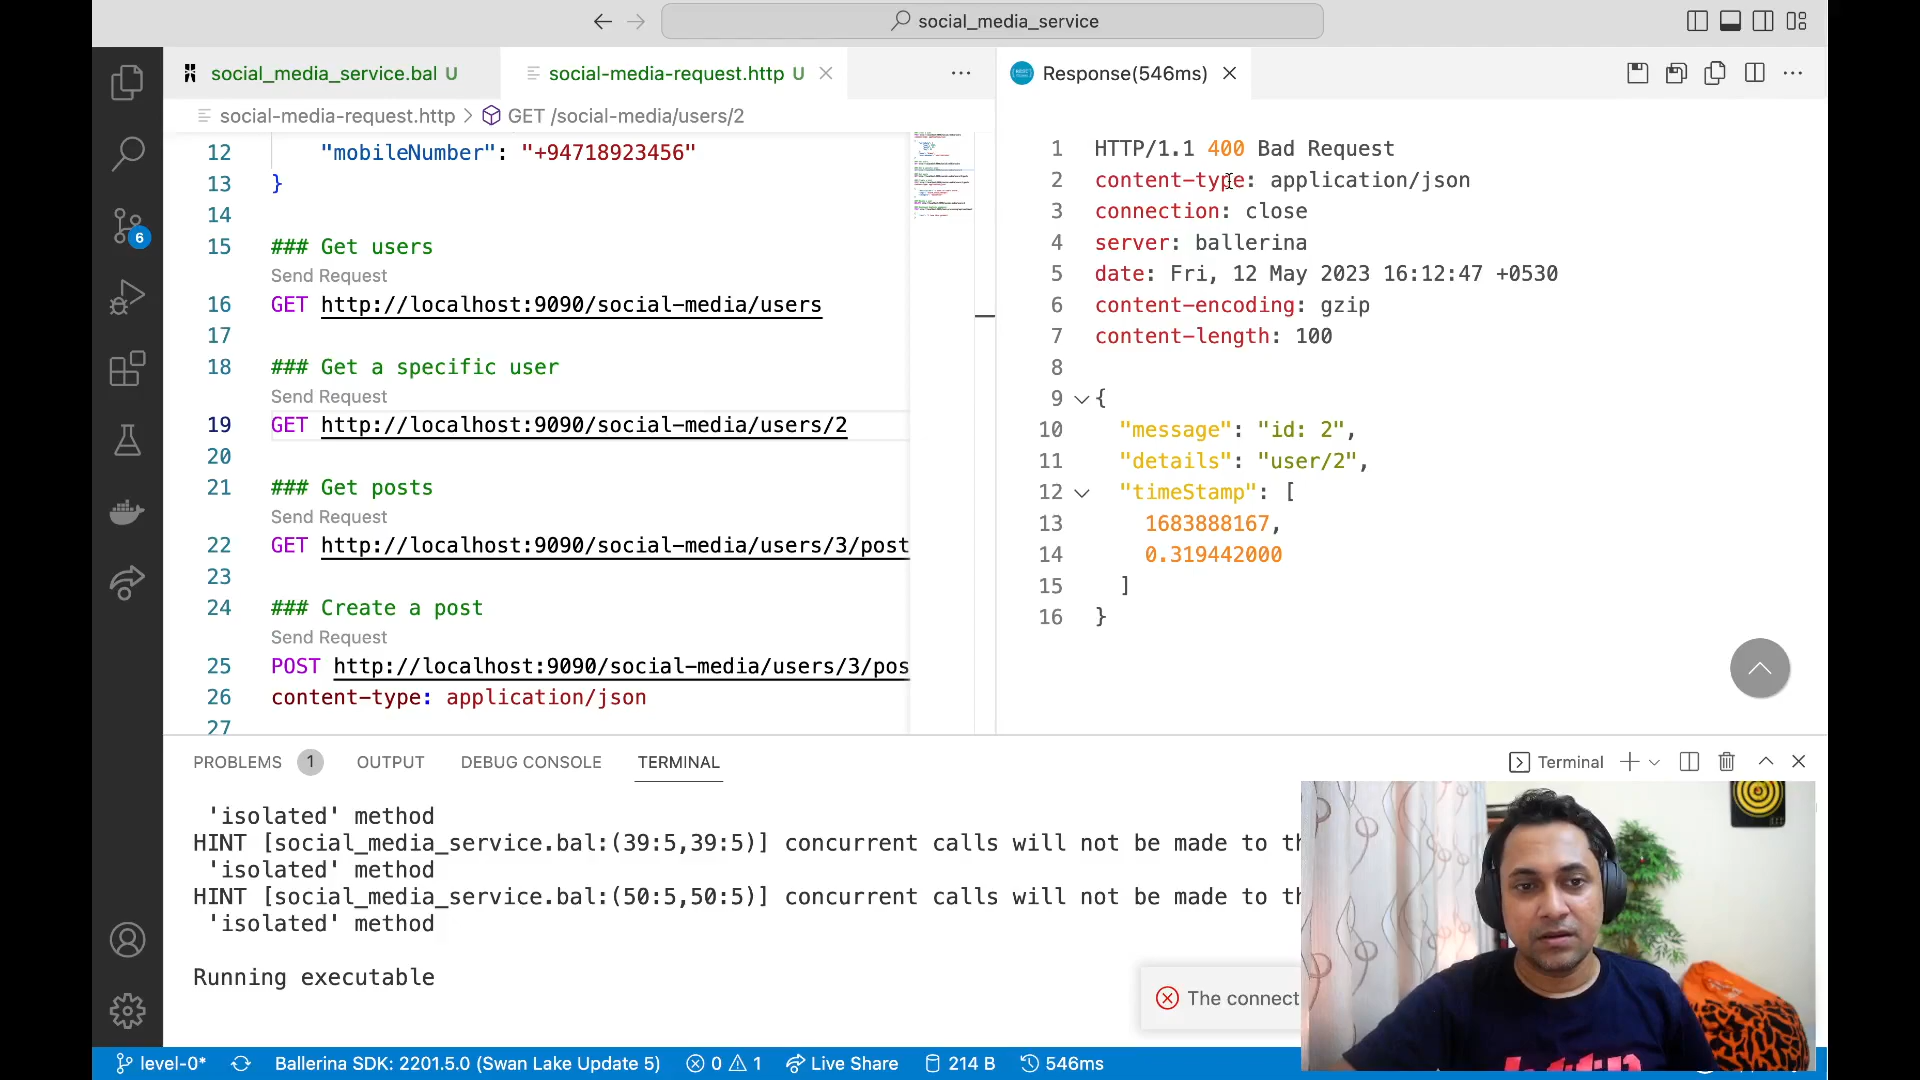 social_media_service
social_media_service.bal U
social-media-request.http U
Response(546ms)
social-media-request.http > GET /social-media/users/2
12 "mobileNumber": "+94718923456"
13 }
14
15 ### Get users
Send Request
16 GET http://localhost:9090/social-media/users
17
18 ### Get a specific user
Send Request
19 GET http://localhost:9090/social-media/users/2
20
21 ### Get posts
Send Request
22 GET http://localhost:9090/social-media/users/3/post
23
24 ### Create a post
Send Request
25 POST http://localhost:9090/social-media/users/3/pos
26 content-type: application/json
27
1 HTTP/1.1 400 Bad Request
2 content-type: application/json
3 connection: close
4 server: ballerina
5 date: Fri, 12 May 2023 16:12:47 +0530
6 content-encoding: gzip
7 content-length: 100
8
9 {
10 "message": "id: 2",
11 "details": "user/2",
12 "timeStamp": [
13 1683888167,
14 0.319442000
15 ]
16 }
6
PROBLEMS 1 OUTPUT DEBUG CONSOLE TERMINAL
Terminal
'isolated' method
HINT [social_media_service.bal:(39:5,39:5)] concurrent calls will not be made to th
'isolated' method
HINT [social_media_service.bal:(50:5,50:5)] concurrent calls will not be made to th
'isolated' method
Running executable
The connect
level-0* Ballerina SDK: 2201.5.0 (Swan Lake Update 5) 0 1 Live Share 214 B 546ms